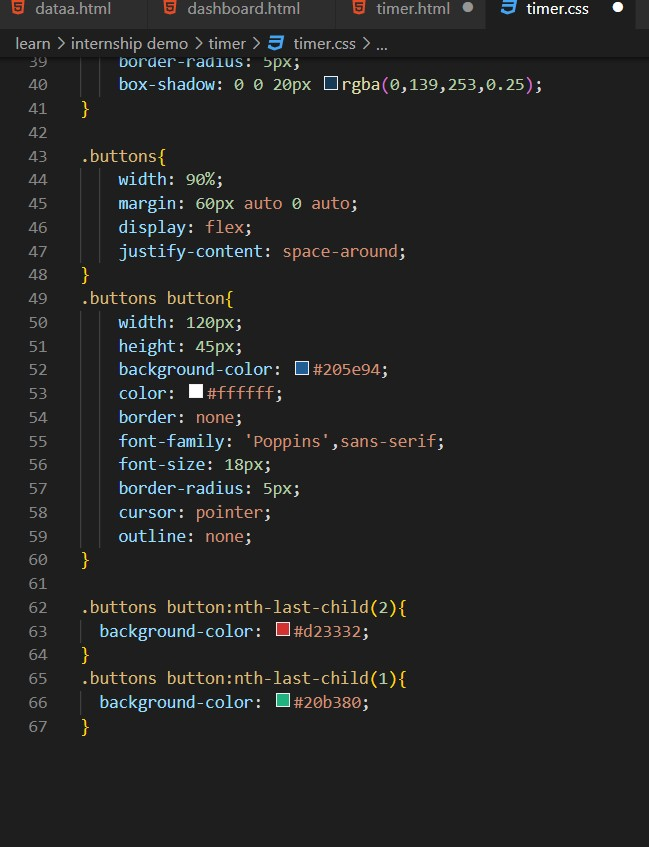 dataa.html dashboard.html timer.html timer.css
learn > internship demo > timer > timer.css > ...
39 border-radius: 5px;
40 box-shadow: 0 0 20px rgba(0,139,253,0.25);
41 }
42
43 .buttons{
44 width: 90%;
45 margin: 60px auto 0 auto;
46 display: flex;
47 justify-content: space-around;
48 }
49 .buttons button{
50 width: 120px;
51 height: 45px;
52 background-color: #205e94;
53 color: #ffffff;
54 border: none;
55 font-family: 'Poppins',sans-serif;
56 font-size: 18px;
57 border-radius: 5px;
58 cursor: pointer;
59 outline: none;
60 }
61
62 .buttons button:nth-last-child(2){
63 background-color: #d23332;
64 }
65 .buttons button:nth-last-child(1){
66 background-color: #20b380;
67 }